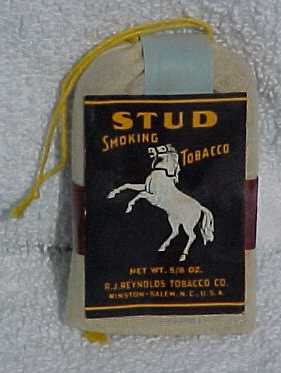 STUD
SMOKING
TOBACCO
NET WT. 5/8 OZ.
R.J.REYNOLDS TOBACCO CO.
WINSTON-SALEM, N.C., U.S.A.